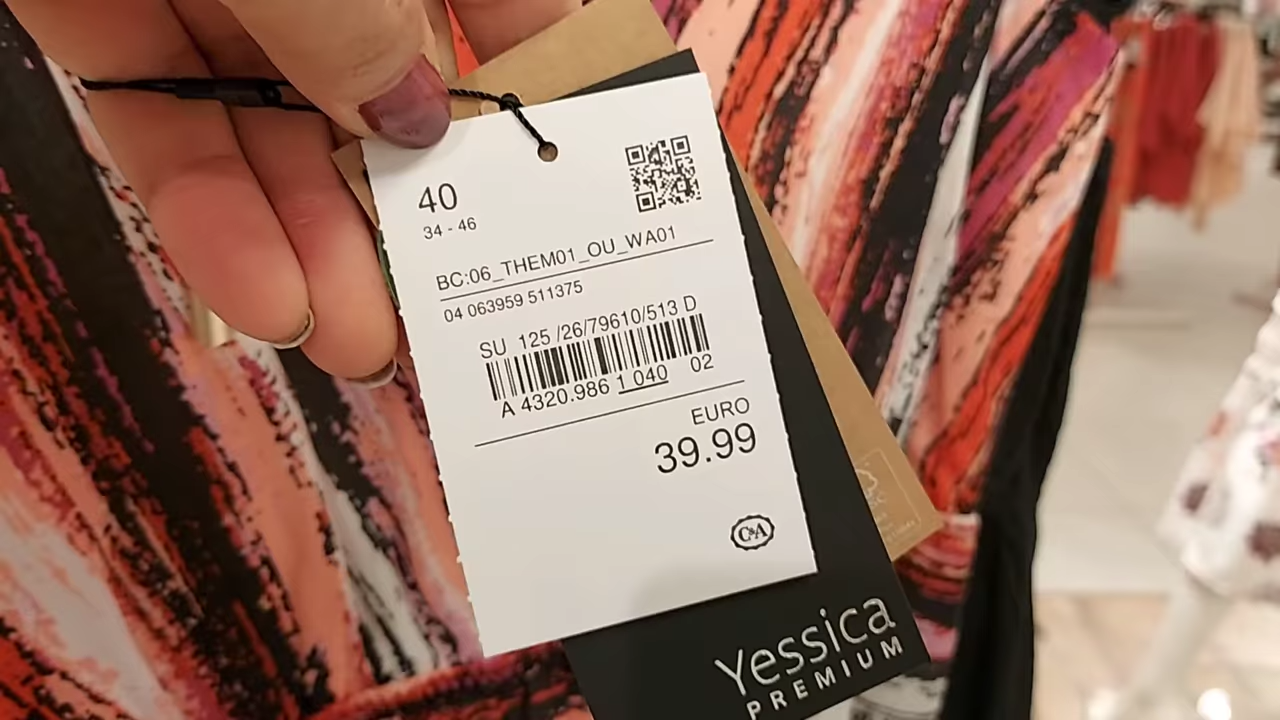 40
34 - 46
BC:06_THEM01_OU_WA01
04 063959 511375
SU 125 /26/79610/513 D
A 4320.986 1 040 02
EURO
39.99
C&A
Yessica
PREMIUM